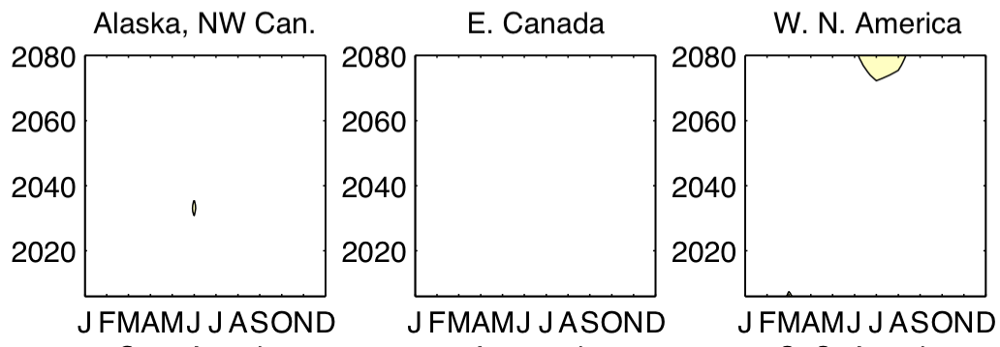 Alaska, NW Can. E. Canada W. N. America
2080 2080 2080
2060 2060 2060
2040 2040 2040
2020 2020 2020
J FMAMJ J ASOND J FMAMJ J ASOND J FMAMJ J ASOND